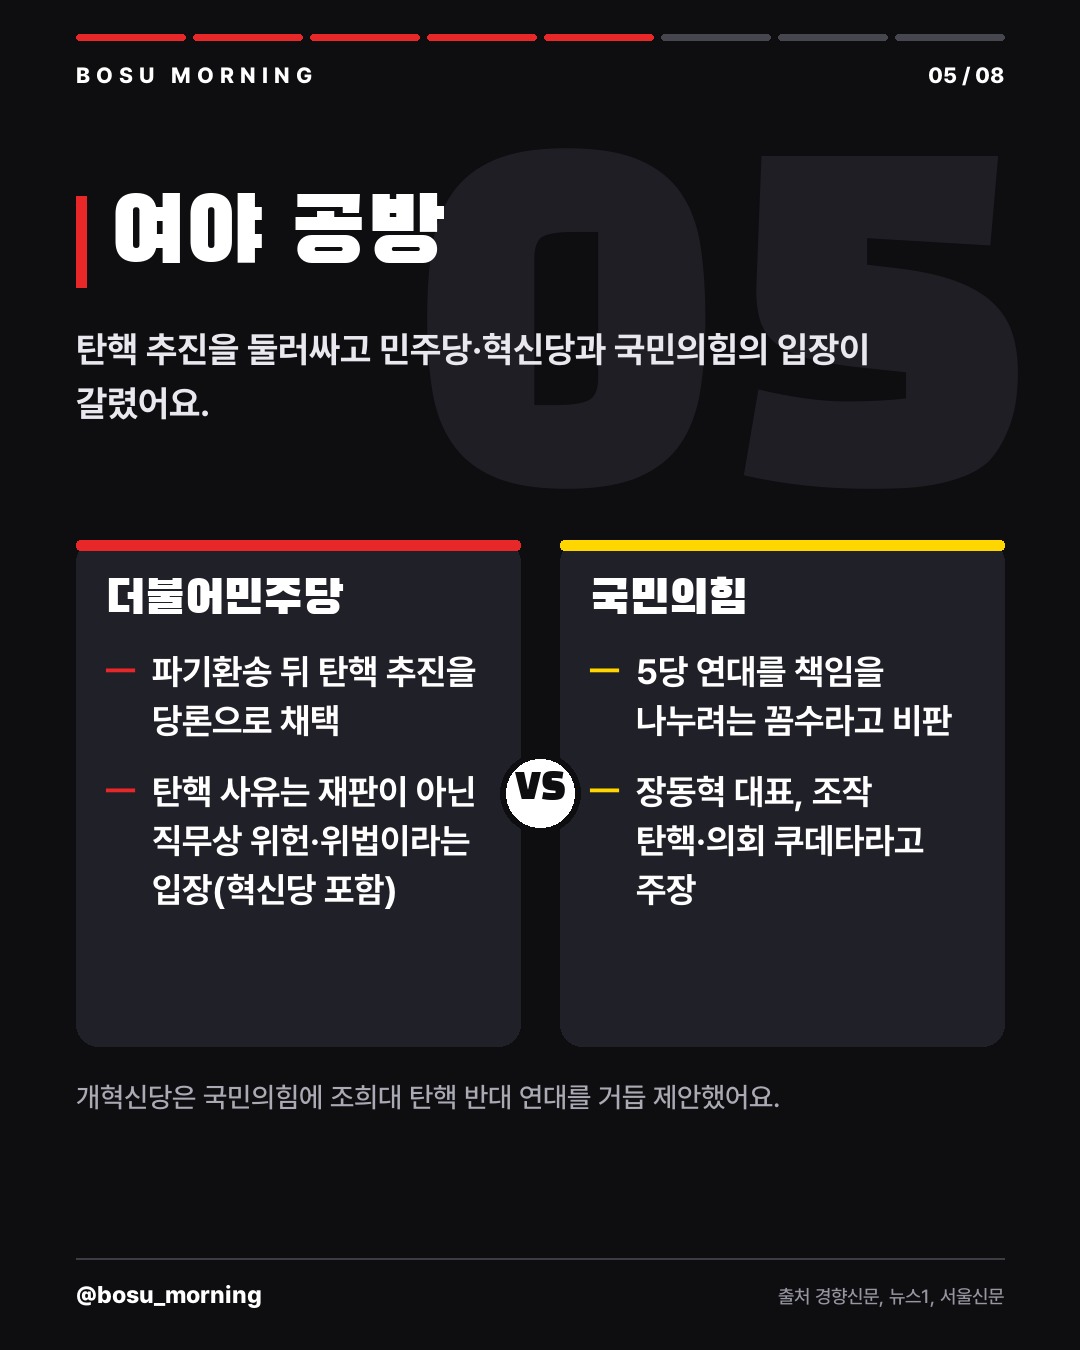 BOSU MORNING
05 / 08
05
여야 공방
탄핵 추진을 둘러싸고 민주당·혁신당과 국민의힘의 입장이
갈렸어요.
더불어민주당
— 파기환송 뒤 탄핵 추진을
당론으로 채택
— 탄핵 사유는 재판이 아닌
직무상 위헌·위법이라는
입장(혁신당 포함)
VS
국민의힘
— 5당 연대를 책임을
나누려는 꼼수라고 비판
— 장동혁 대표, 조작
탄핵·의회 쿠데타라고
주장
개혁신당은 국민의힘에 조희대 탄핵 반대 연대를 거듭 제안했어요.
@bosu_morning
출처 경향신문, 뉴스1, 서울신문